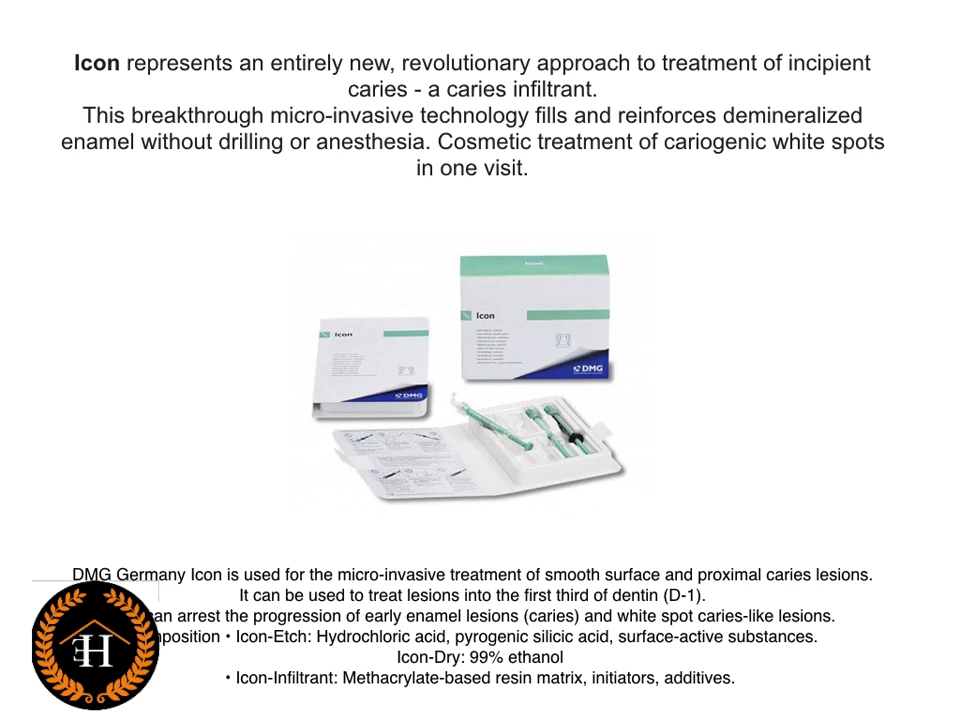 Icon represents an entirely new, revolutionary approach to treatment of incipient
caries - a caries infiltrant.
This breakthrough micro-invasive technology fills and reinforces demineralized
enamel without drilling or anesthesia. Cosmetic treatment of cariogenic white spots
in one visit.
Icon
Icon
Icon
DMG
DMG
DMG Germany Icon is used for the micro-invasive treatment of smooth surface and proximal caries lesions.
It can be used to treat lesions into the first third of dentin (D-1).
can arrest the progression of early enamel lesions (caries) and white spot caries-like lesions.
• Icon-Etch: Hydrochloric acid, pyrogenic silicic acid, surface-active substances.
Icon-Dry: 99% ethanol
• Icon-Infiltrant: Methacrylate-based resin matrix, initiators, additives.